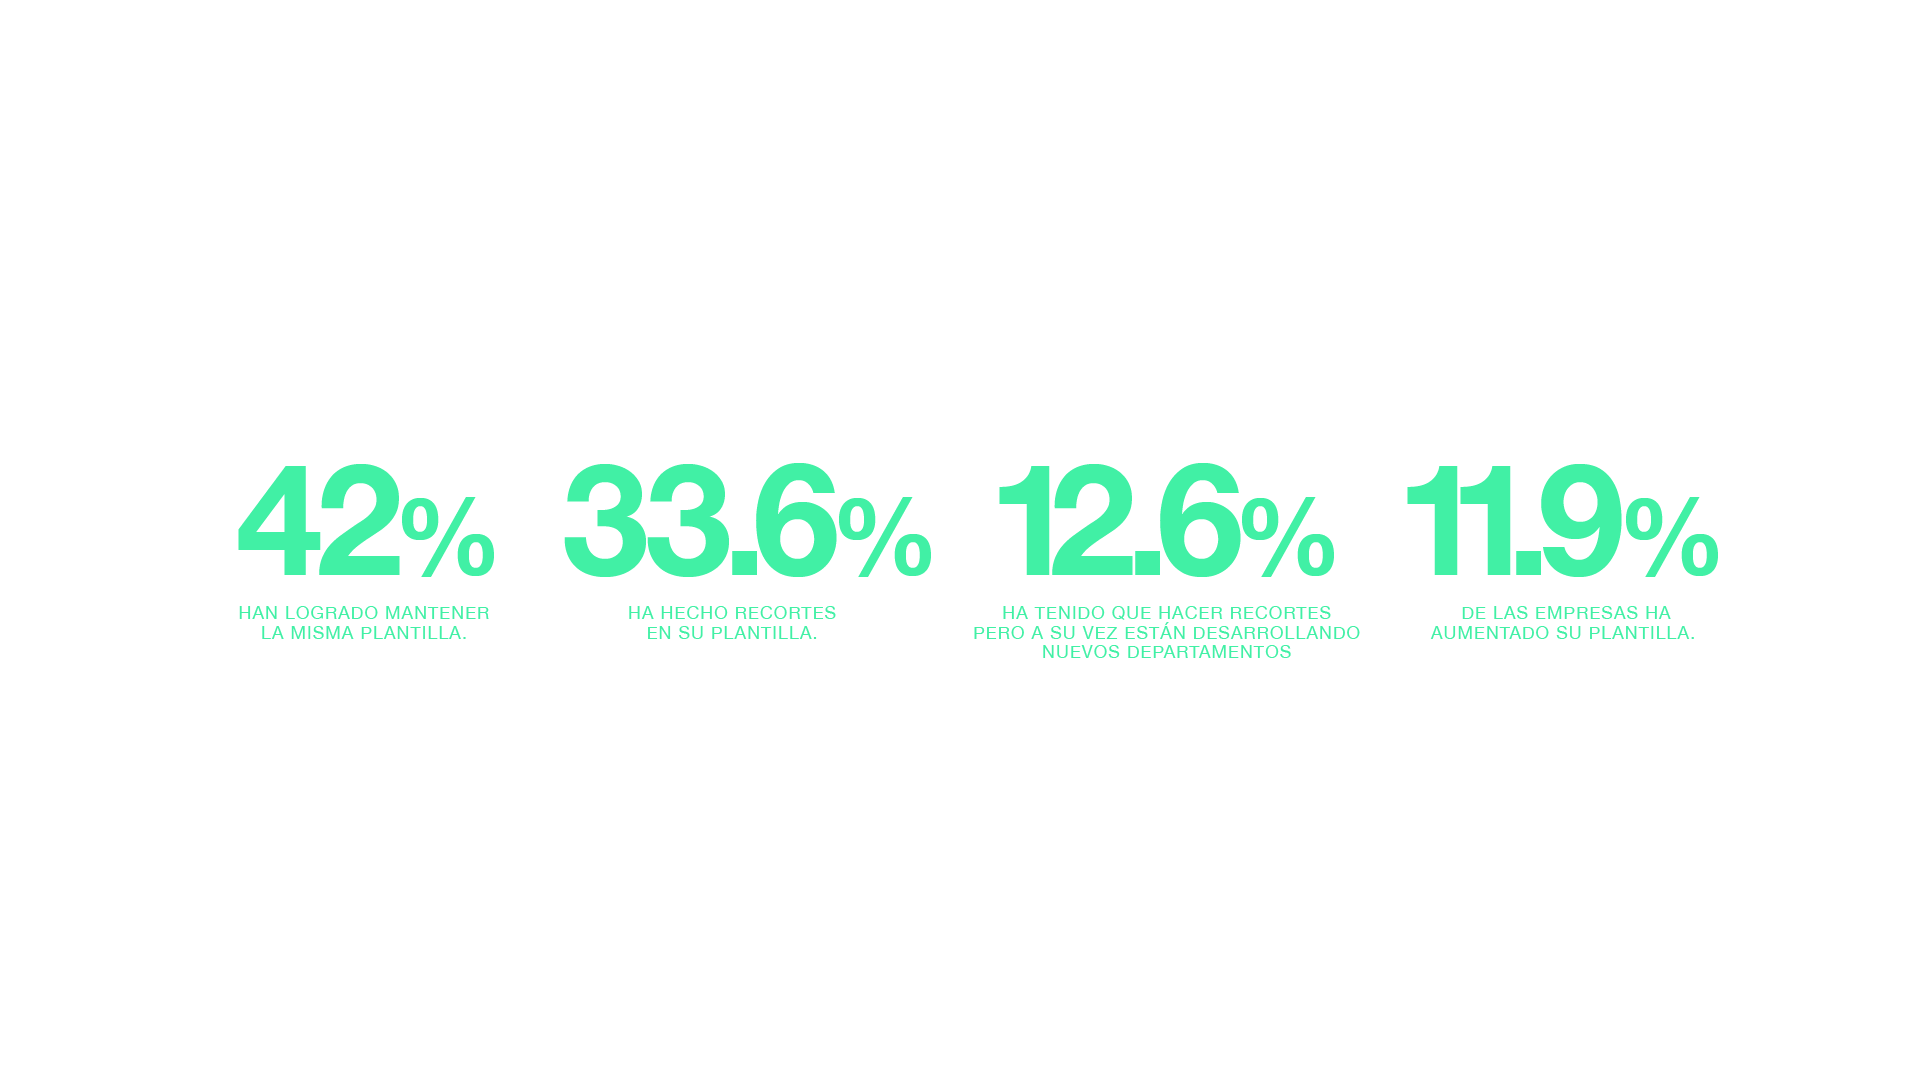 42%
HAN LOGRADO MANTENER
LA MISMA PLANTILLA.
33.6%
HA HECHO RECORTES
EN SU PLANTILLA.
12.6%
HA TENIDO QUE HACER RECORTES
PERO A SU VEZ ESTÁN DESARROLLANDO
NUEVOS DEPARTAMENTOS
11.9%
DE LAS EMPRESAS HA
AUMENTADO SU PLANTILLA.